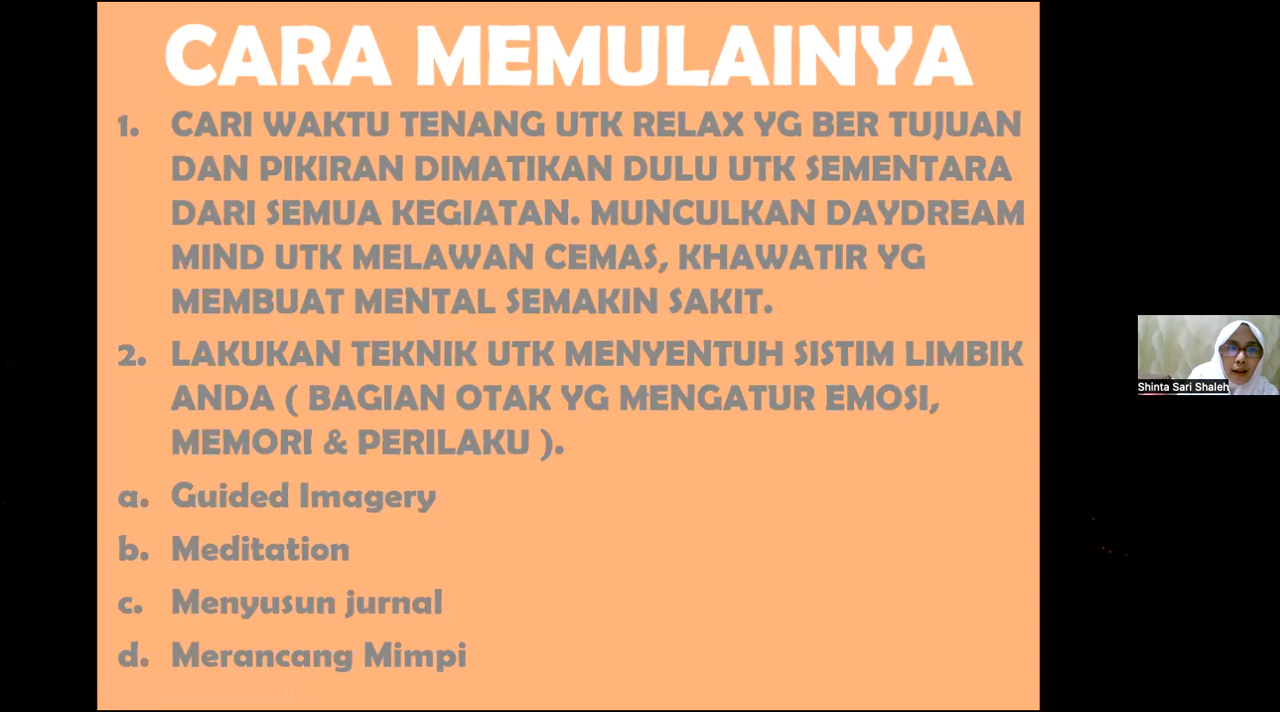 CARA MEMULAINYA
1. CARI WAKTU TENANG UTK RELAX YG BER TUJUAN
DAN PIKIRAN DIMATIKAN DULU UTK SEMENTARA
DARI SEMUA KEGIATAN. MUNCULKAN DAYDREAM
MIND UTK MELAWAN CEMAS, KHAWATIR YG
MEMBUAT MENTAL SEMAKIN SAKIT.
2. LAKUKAN TEKNIK UTK MENYENTUH SISTIM LIMBIK
ANDA ( BAGIAN OTAK YG MENGATUR EMOSI,
MEMORI & PERILAKU ).
a. Guided Imagery
b. Meditation
c. Menyusun jurnal
d. Merancang Mimpi
Shinta Sari Shaleh